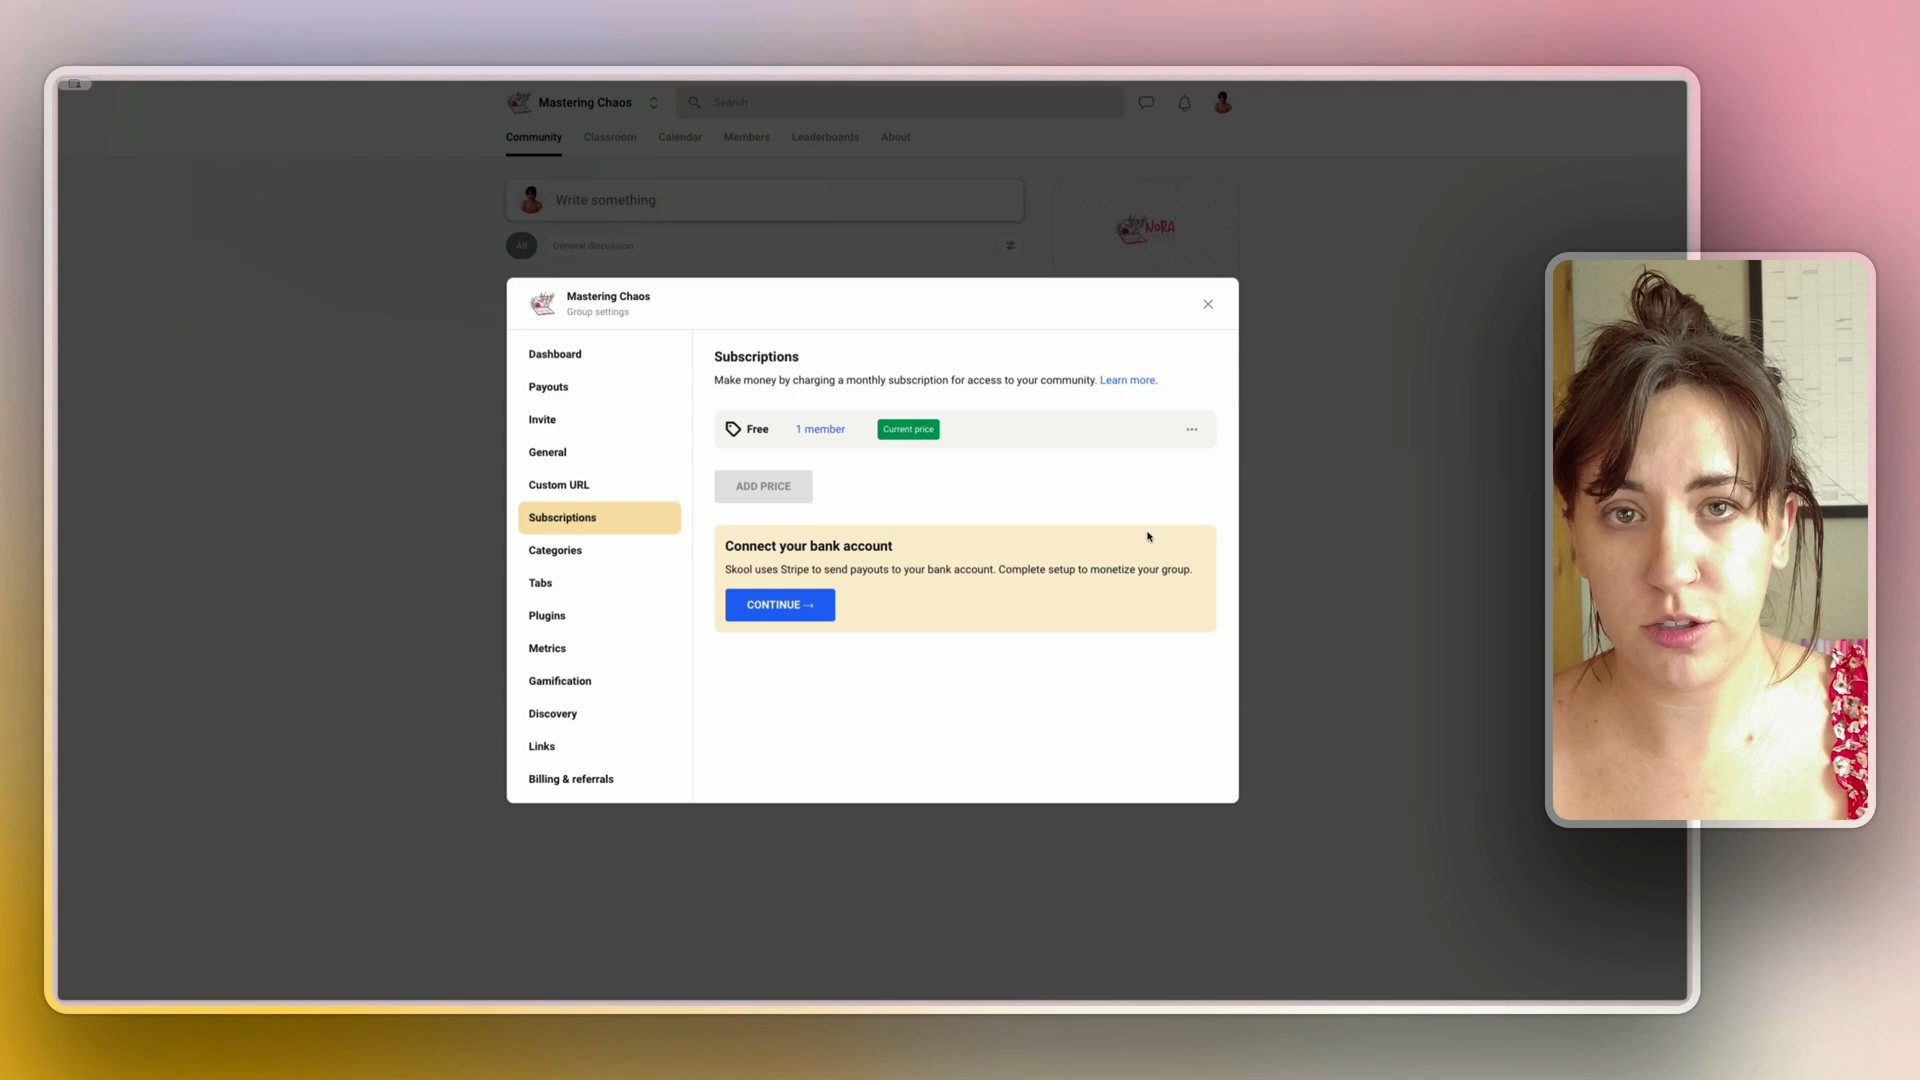 Mastering Chaos
Search
Community Classroom Calendar Members Leaderboards About
Write something
All General discussion
NoRA
Mastering Chaos
Group settings
Dashboard
Payouts
Invite
General
Custom URL
Subscriptions
Categories
Tabs
Plugins
Metrics
Gamification
Discovery
Links
Billing & referrals
Subscriptions
Make money by charging a monthly subscription for access to your community. Learn more.
Free 1 member Current price
ADD PRICE
Connect your bank account
Skool uses Stripe to send payouts to your bank account. Complete setup to monetize your group.
CONTINUE →